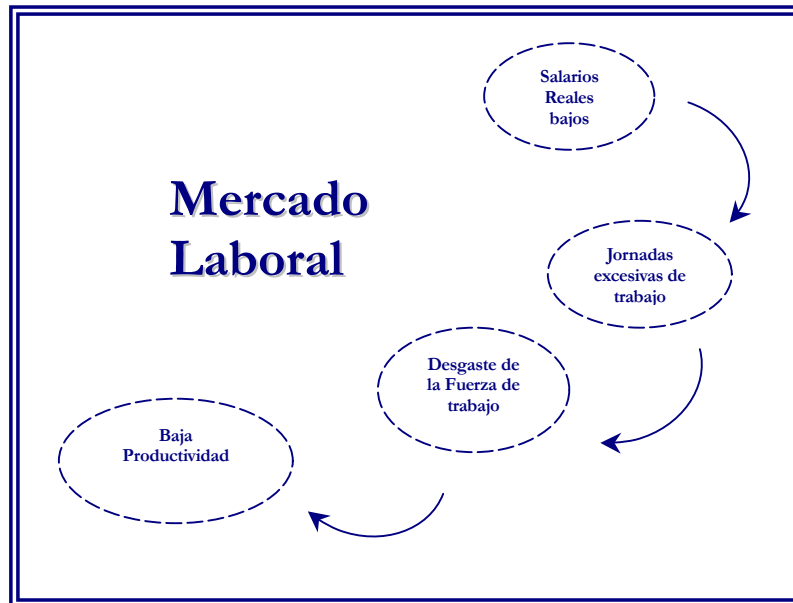 Salarios
Reales
bajos
Mercado
Laboral
Jornadas
excesivas de
trabajo
Desgaste de
la Fuerza de
trabajo
Baja
Productividad